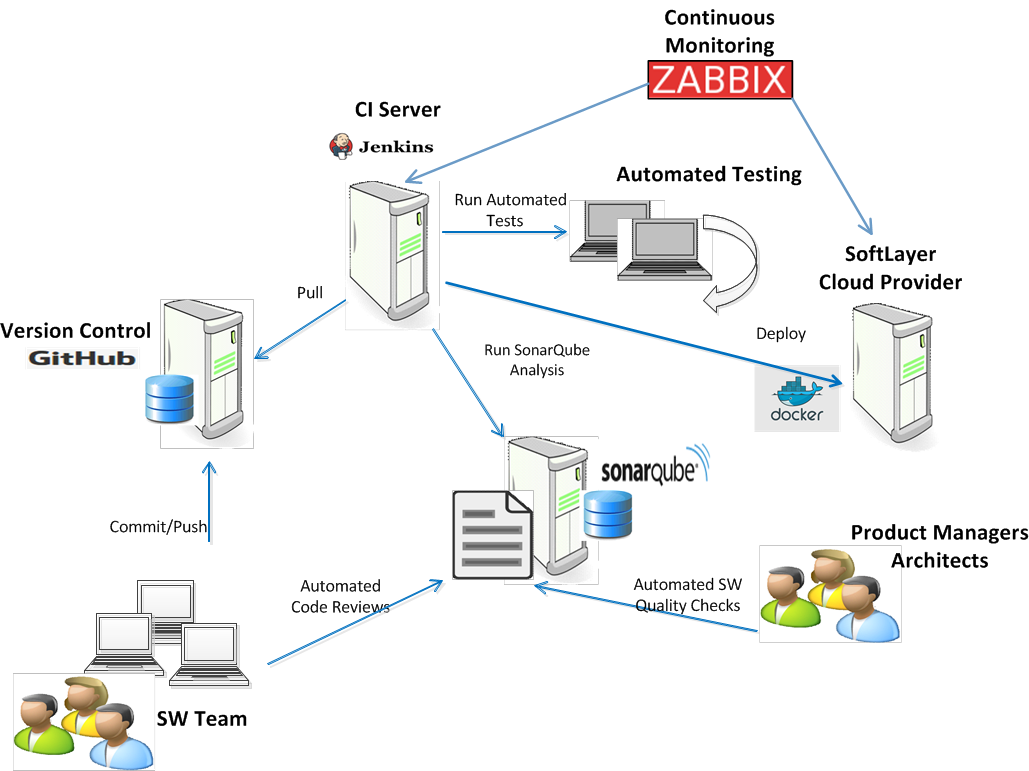 Continuous
Monitoring
ZABBIX
CI Server
Jenkins
Automated Testing
Run Automated
Tests
SoftLayer
Cloud Provider
Pull
Version Control
GitHub
Run SonarQube
Analysis
Deploy
docker
sonarqube
Commit/Push
Product Managers
Architects
Automated
Code Reviews
Automated SW
Quality Checks
SW Team